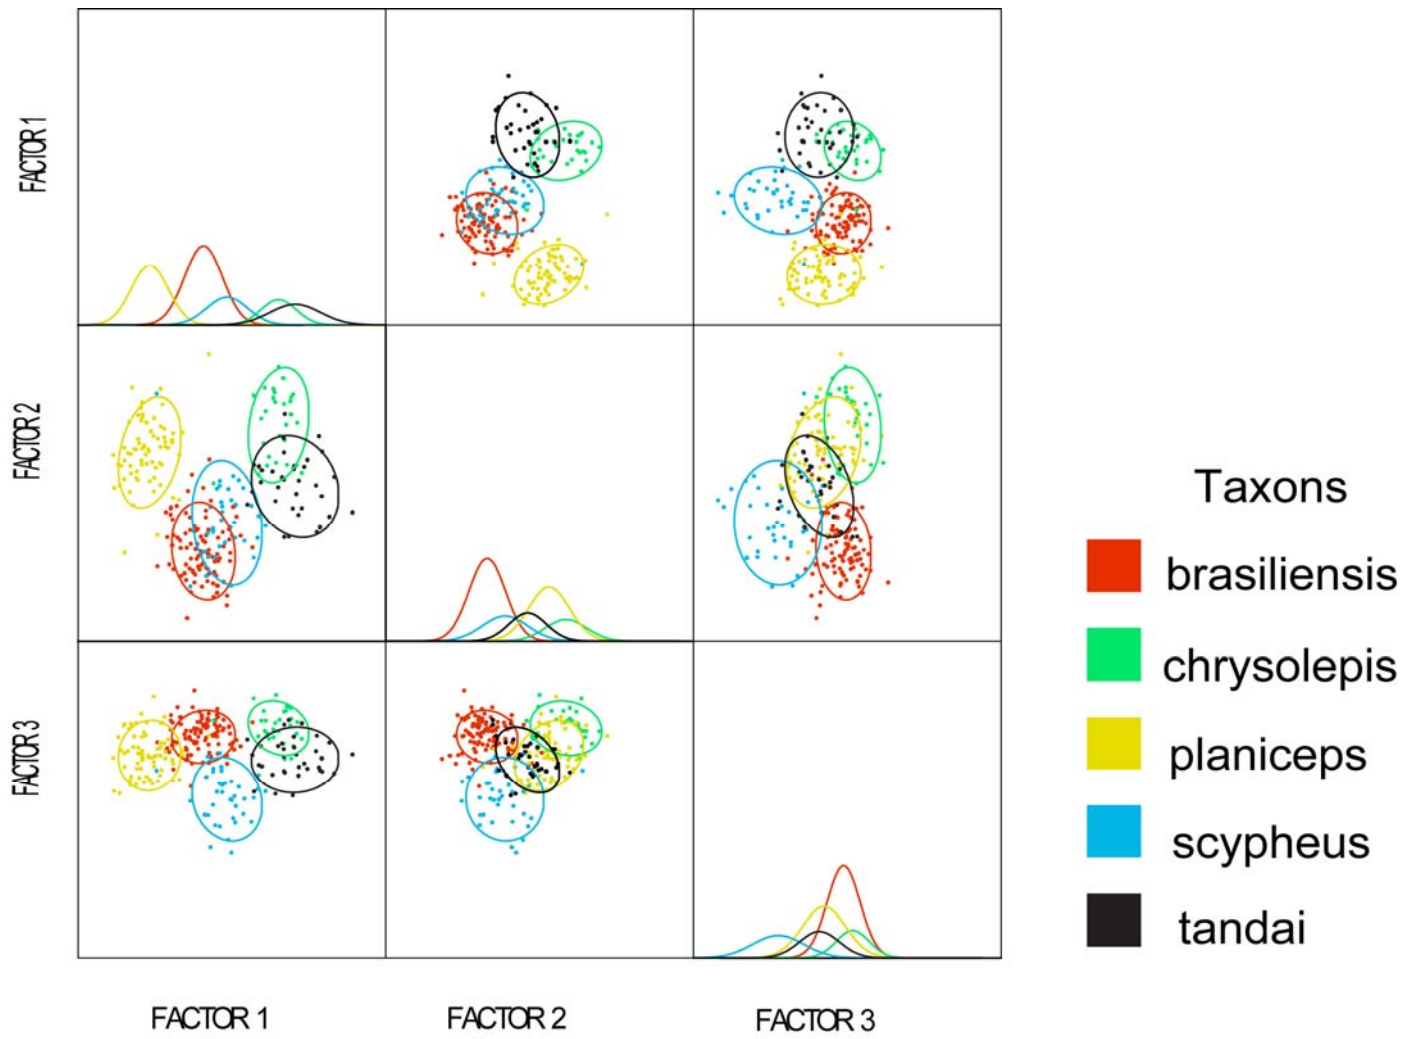 FACTOR 1
FACTOR 2
FACTOR 3
FACTOR 1
FACTOR 2
FACTOR 3
Taxons
brasiliensis
chrysolepis
planiceps
scypheus
tandai